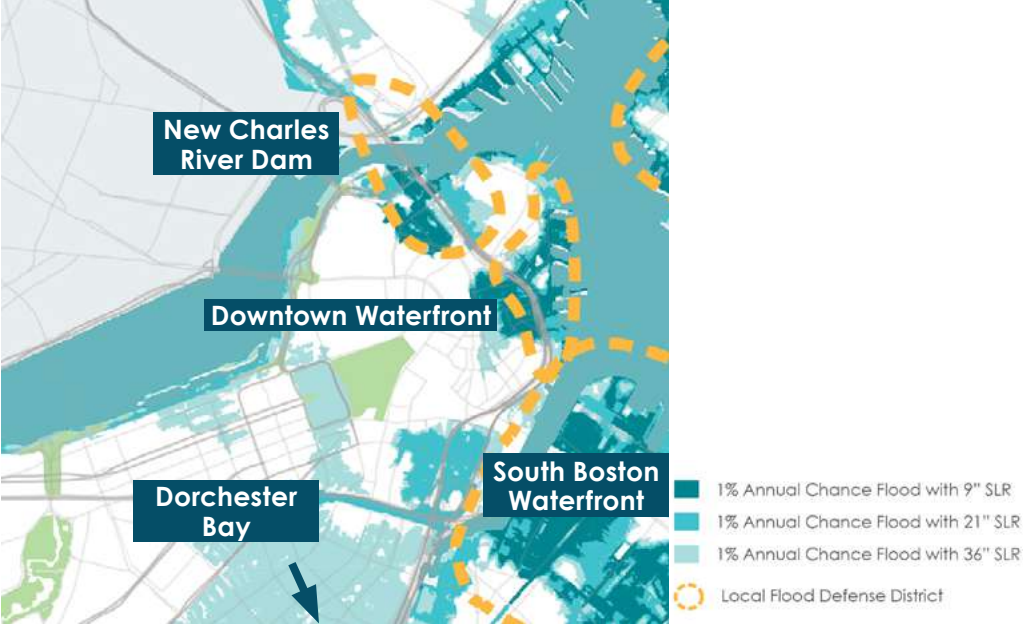 New Charles
River Dam
Downtown Waterfront
South Boston
Waterfront
Dorchester
Bay
1% Annual Chance Flood with 9" SLR
1% Annual Chance Flood with 21" SLR
1% Annual Chance Flood with 36" SLR
Local Flood Defense District